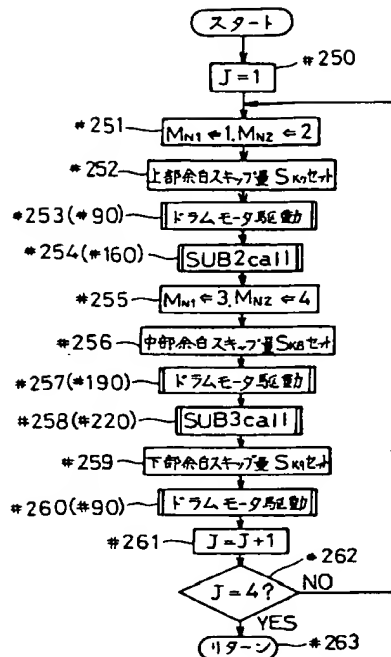 スタート
#250
J=1
#251
MN1⇐1.MN2⇐2
#252
上部余白スキップ量SK7セット
#253(#90)
ドラムモータ駆動
#254(#160)
SUB2call
#255
MN1⇐3.MN2⇐4
#256
中部余白スキップ量SK8セット
#257(#190)
ドラムモータ駆動
#258(#220)
SUB3call
#259
下部余白スキップ量SK9セット
#260(#90)
ドラムモータ駆動
#261
J=J+1
#262
J=4?
NO
YES
リターン
#263